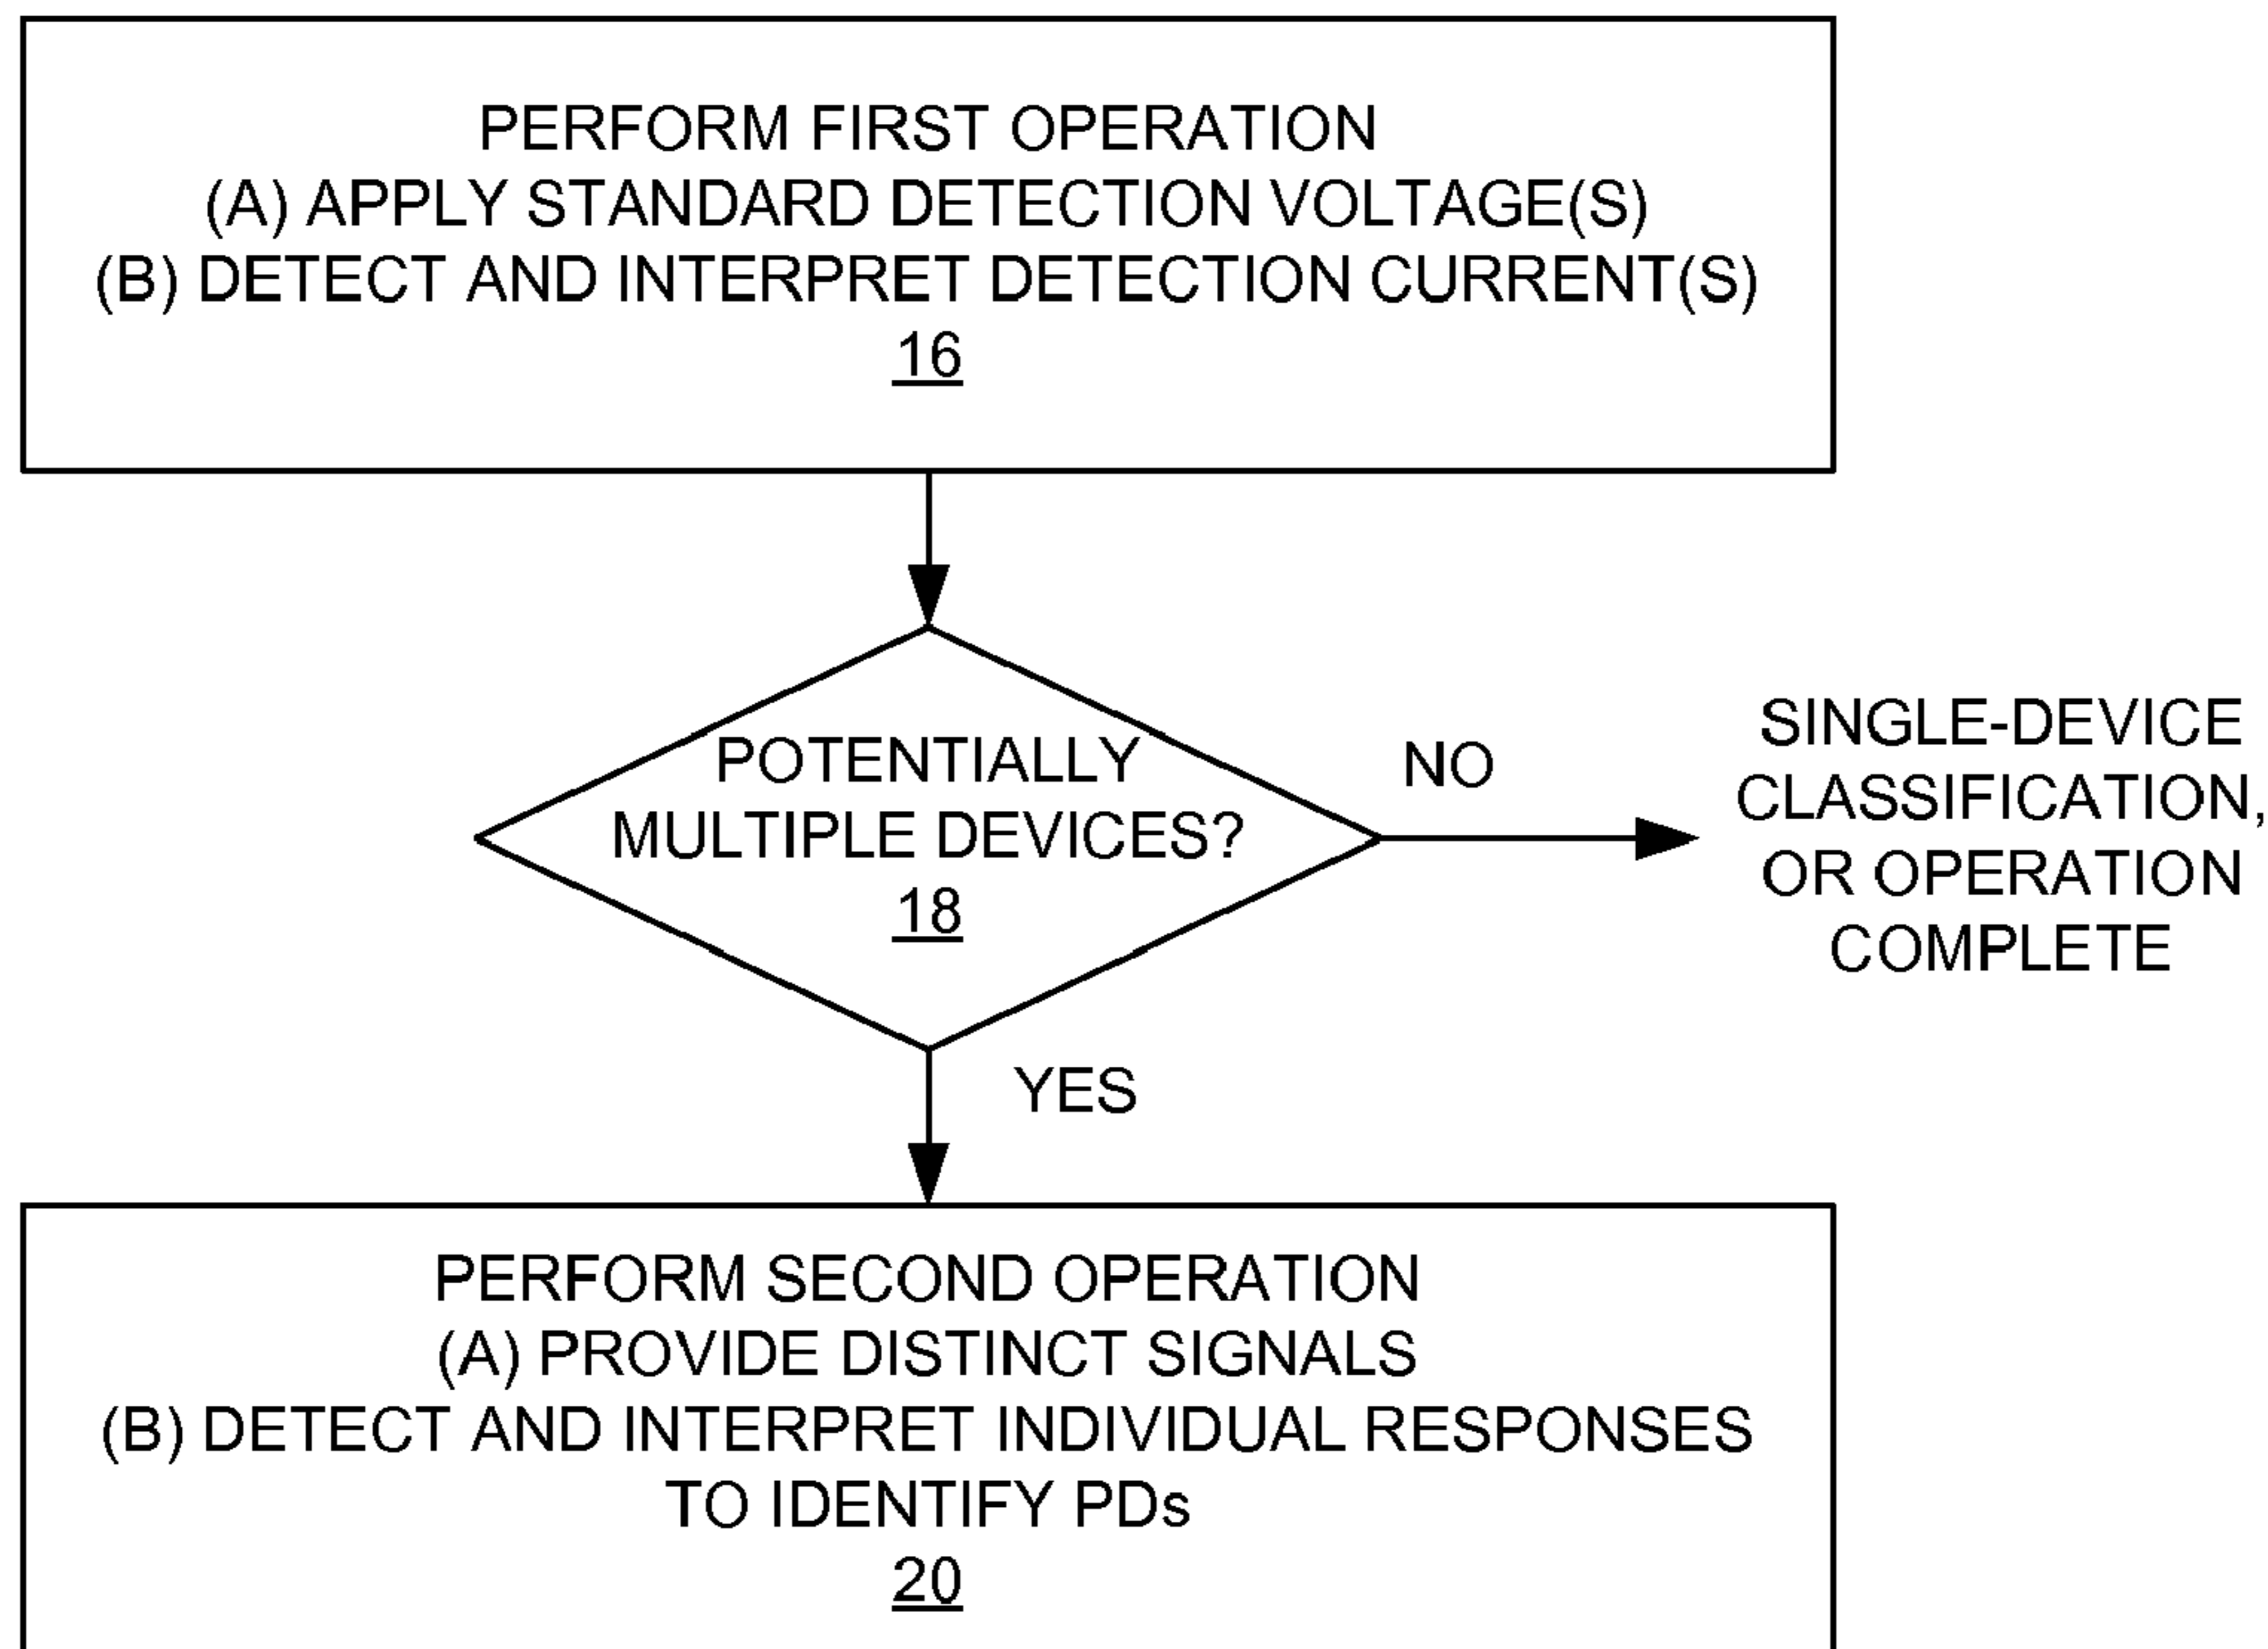 PERFORM FIRST OPERATION
(A) APPLY STANDARD DETECTION VOLTAGE(S)
(B) DETECT AND INTERPRET DETECTION CURRENT(S)
16
POTENTIALLY
MULTIPLE DEVICES?
18
NO
SINGLE-DEVICE
CLASSIFICATION,
OR OPERATION
COMPLETE
YES
PERFORM SECOND OPERATION
(A) PROVIDE DISTINCT SIGNALS
(B) DETECT AND INTERPRET INDIVIDUAL RESPONSES
TO IDENTIFY PDs
20